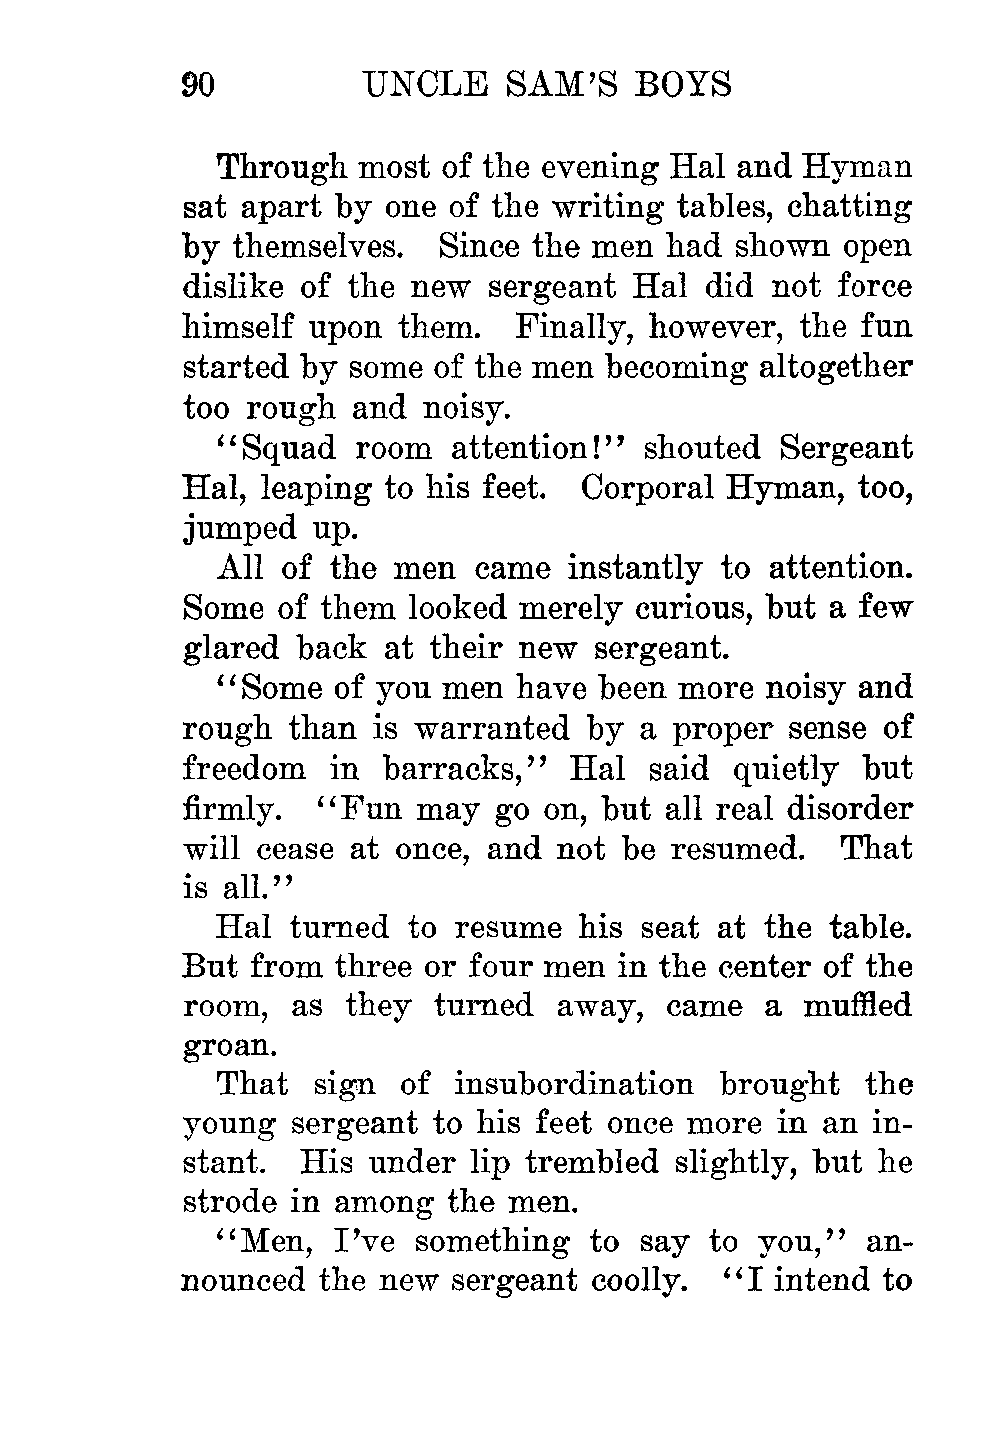 90 UNCLE SAM'S BOYS
Through most of the evening Hal and Hyman
sat apart by one of the writing tables, chatting
by themselves. Since the men had shown open
dislike of the new sergeant Hal did not force
himself upon them. Finally, however, the fun
started by some of the men becoming altogether
too rough and noisy.
“Squad room attention!” shouted Sergeant
Hal, leaping to his feet. Corporal Hyman, too,
jumped up.
All of the men came instantly to attention.
Some of them looked merely curious, but a few
glared back at their new sergeant.
“Some of you men have been more noisy and
rough than is warranted by a proper sense of
freedom in barracks,” Hal said quietly but
firmly. “Fun may go on, but all real disorder
will cease at once, and not be resumed. That
is all.”
Hal turned to resume his seat at the table.
But from three or four men in the center of the
room, as they turned away, came a muffled
groan.
That sign of insubordination brought the
young sergeant to his feet once more in an in-
stant. His under lip trembled slightly, but he
strode in among the men.
“Men, I've something to say to you,” an-
nounced the new sergeant coolly. “I intend to